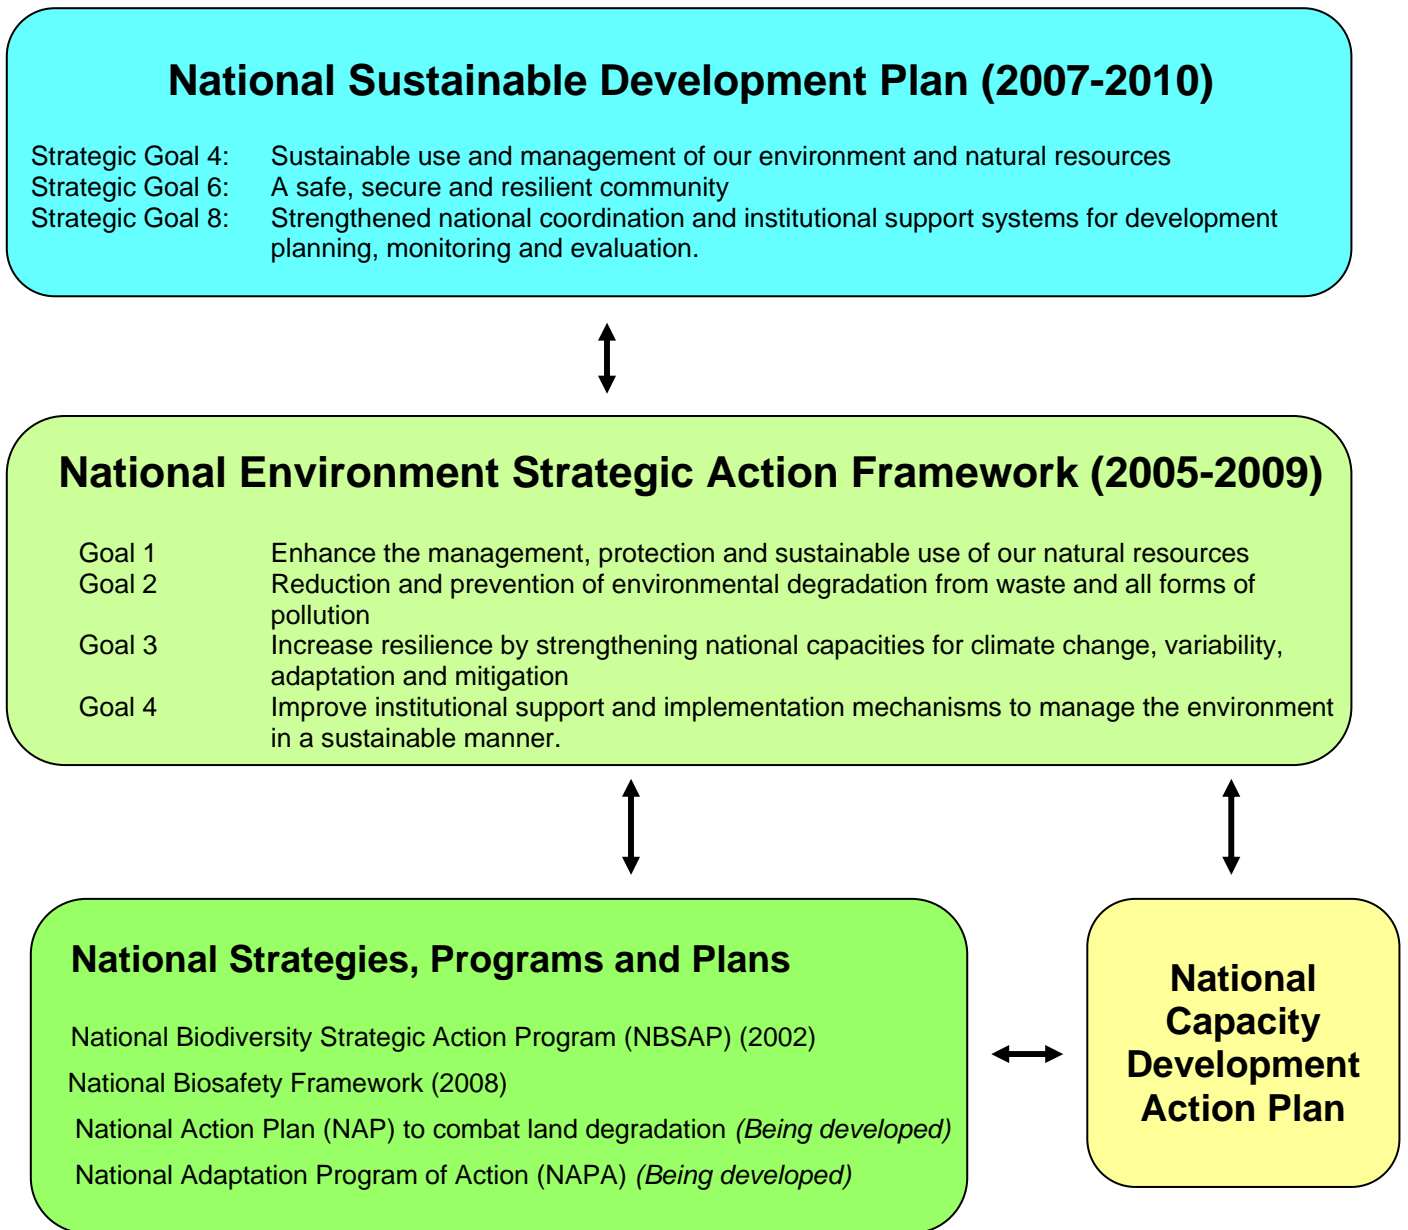 National Sustainable Development Plan (2007-2010)
Strategic Goal 4: Sustainable use and management of our environment and natural resources
Strategic Goal 6: A safe, secure and resilient community
Strategic Goal 8: Strengthened national coordination and institutional support systems for development
planning, monitoring and evaluation.
National Environment Strategic Action Framework (2005-2009)
Goal 1 Enhance the management, protection and sustainable use of our natural resources
Goal 2 Reduction and prevention of environmental degradation from waste and all forms of
pollution
Goal 3 Increase resilience by strengthening national capacities for climate change, variability,
adaptation and mitigation
Goal 4 Improve institutional support and implementation mechanisms to manage the environment
in a sustainable manner.
National Strategies, Programs and Plans
National Biodiversity Strategic Action Program (NBSAP) (2002)
National Biosafety Framework (2008)
National Action Plan (NAP) to combat land degradation (Being developed)
National Adaptation Program of Action (NAPA) (Being developed)
National
Capacity
Development
Action Plan